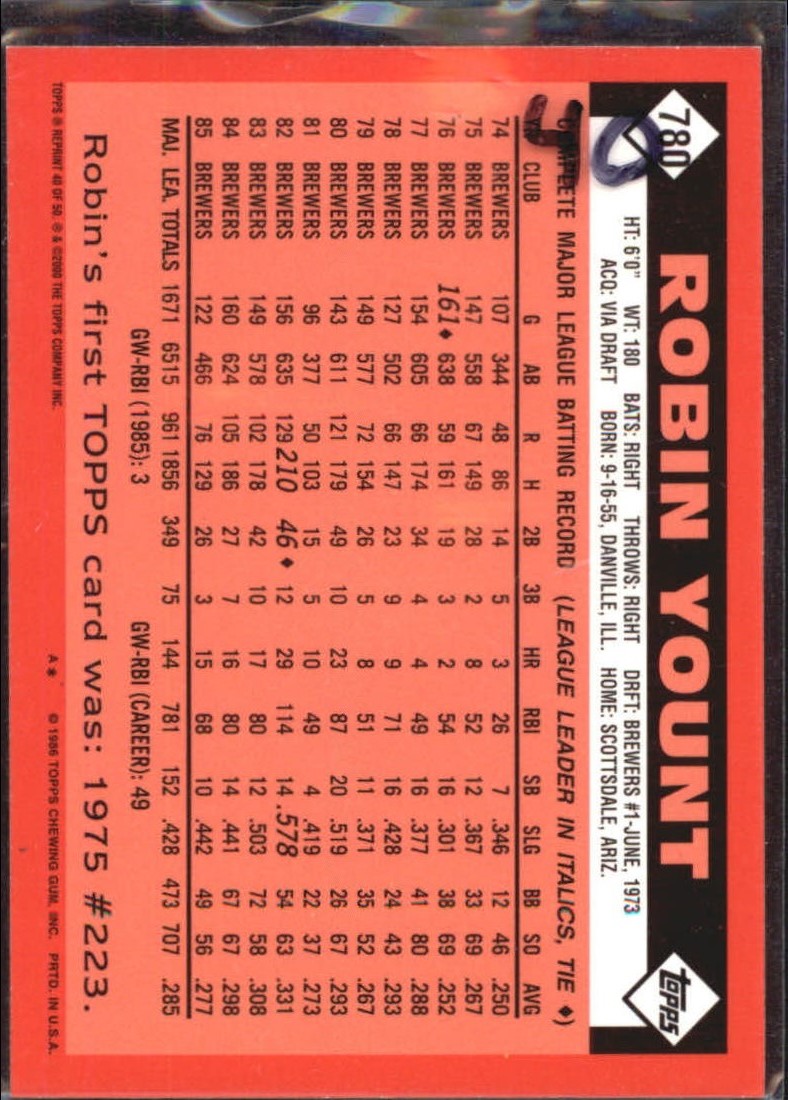 780
ROBIN YOUNT
topps
HT: 6'0" WT: 180 BATS: RIGHT THROWS: RIGHT DRFT: BREWERS #1-JUNE, 1973
ACQ: VIA DRAFT BORN: 9-16-55, DANVILLE, ILL. HOME: SCOTTSDALE, ARIZ.
COMPLETE MAJOR LEAGUE BATTING RECORD (LEAGUE LEADER IN ITALICS, TIE ♦)
CLUB G AB R H 2B 3B HR RBI SB SLG BB SO AVG
74 BREWERS 107 344 48 86 14 5 3 26 7 .346 12 46 .250
75 BREWERS 147 558 67 149 28 2 8 52 12 .367 33 69 .267
76 BREWERS 161♦ 638 59 161 19 3 2 54 16 .301 38 69 .252
77 BREWERS 154 605 66 174 34 4 4 49 16 .377 41 80 .288
78 BREWERS 127 502 66 147 23 9 9 71 16 .428 24 43 .293
79 BREWERS 149 577 72 154 26 5 8 51 11 .371 35 52 .267
80 BREWERS 143 611 121 179 49 10 23 87 20 .519 26 67 .293
81 BREWERS 96 377 50 103 15 5 10 49 4 .419 22 37 .273
82 BREWERS 156 635 129 210 46♦ 12 29 114 14 .578 54 63 .331
83 BREWERS 149 578 102 178 42 10 17 80 12 .503 72 58 .308
84 BREWERS 160 624 105 186 27 7 16 80 14 .441 67 67 .298
85 BREWERS 122 466 76 129 26 3 15 68 10 .442 49 56 .277
MAJ. LEA. TOTALS 1671 6515 961 1856 349 75 144 781 152 .428 473 707 .285
GW-RBI (1985): 3 GW-RBI (CAREER): 49
Robin's first TOPPS card was: 1975 #223.
TOPPS ® REPRINT 40 OF 50. ® & ©2000 THE TOPPS COMPANY INC. A* © 1986 TOPPS CHEWING GUM, INC. PRTD. IN U.S.A.